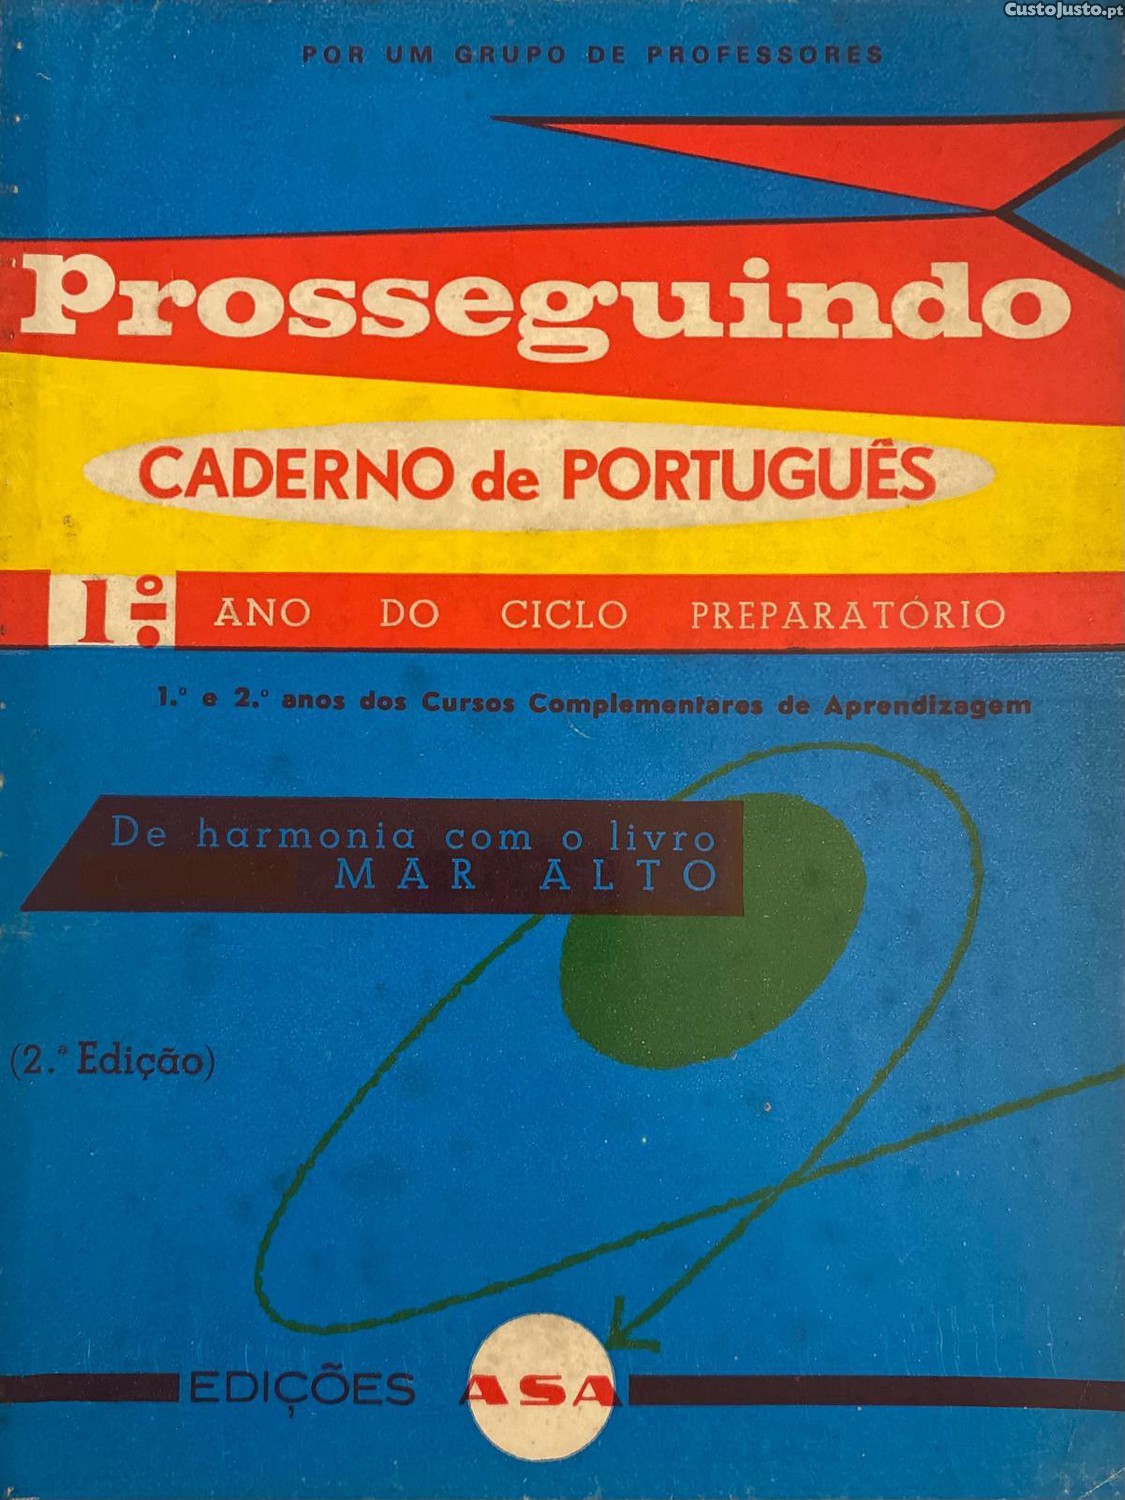 CustoJusto.pt
POR UM GRUPO DE PROFESSORES
Prosseguindo
CADERNO de PORTUGUÊS
1.º ANO DO CICLO PREPARATÓRIO
1.º e 2.º anos dos Cursos Complementares de Aprendizagem
De harmonia com o livro
MAR ALTO
(2.ª Edição)
EDIÇÕES ASA